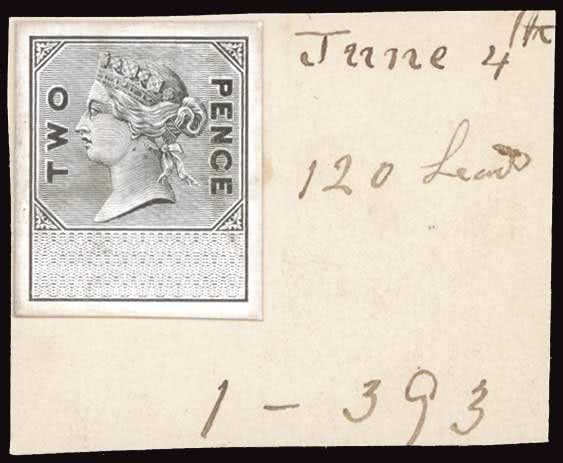 TWO PENCE
June 4th
120 Lead
1 - 393